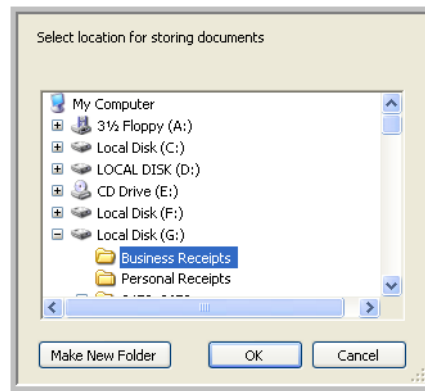 Select location for storing documents
My Computer
3½ Floppy (A:)
Local Disk (C:)
LOCAL DISK (D:)
CD Drive (E:)
Local Disk (F:)
Local Disk (G:)
Business Receipts
Personal Receipts
Make New Folder OK Cancel